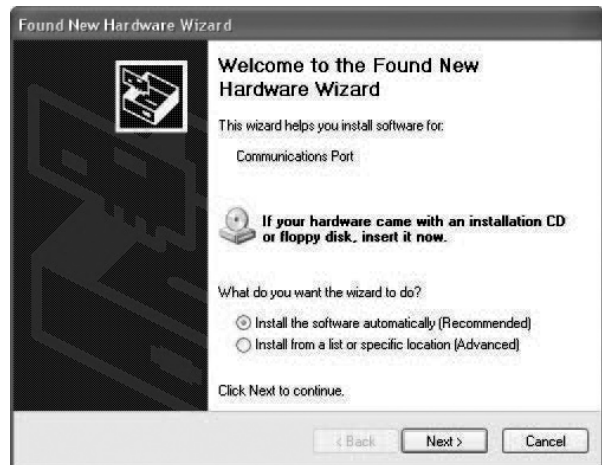 Found New Hardware Wizard
Welcome to the Found New
Hardware Wizard
This wizard helps you install software for:
Communications Port
If your hardware came with an installation CD
or floppy disk, insert it now.
What do you want the wizard to do?
Install the software automatically (Recommended)
Install from a list or specific location (Advanced)
Click Next to continue.
< Back
Next >
Cancel